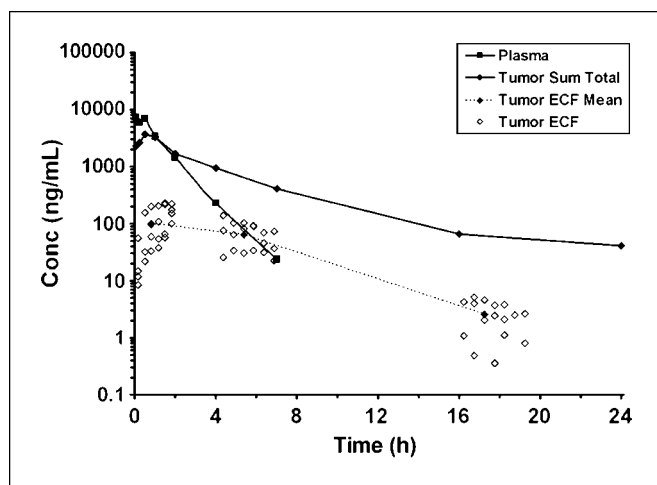 100000
10000
1000
100
10
1
0.1
Conc (ng/mL)
0
4
8
12
16
20
24
Time (h)
Plasma
Tumor Sum Total
Tumor ECF Mean
Tumor ECF